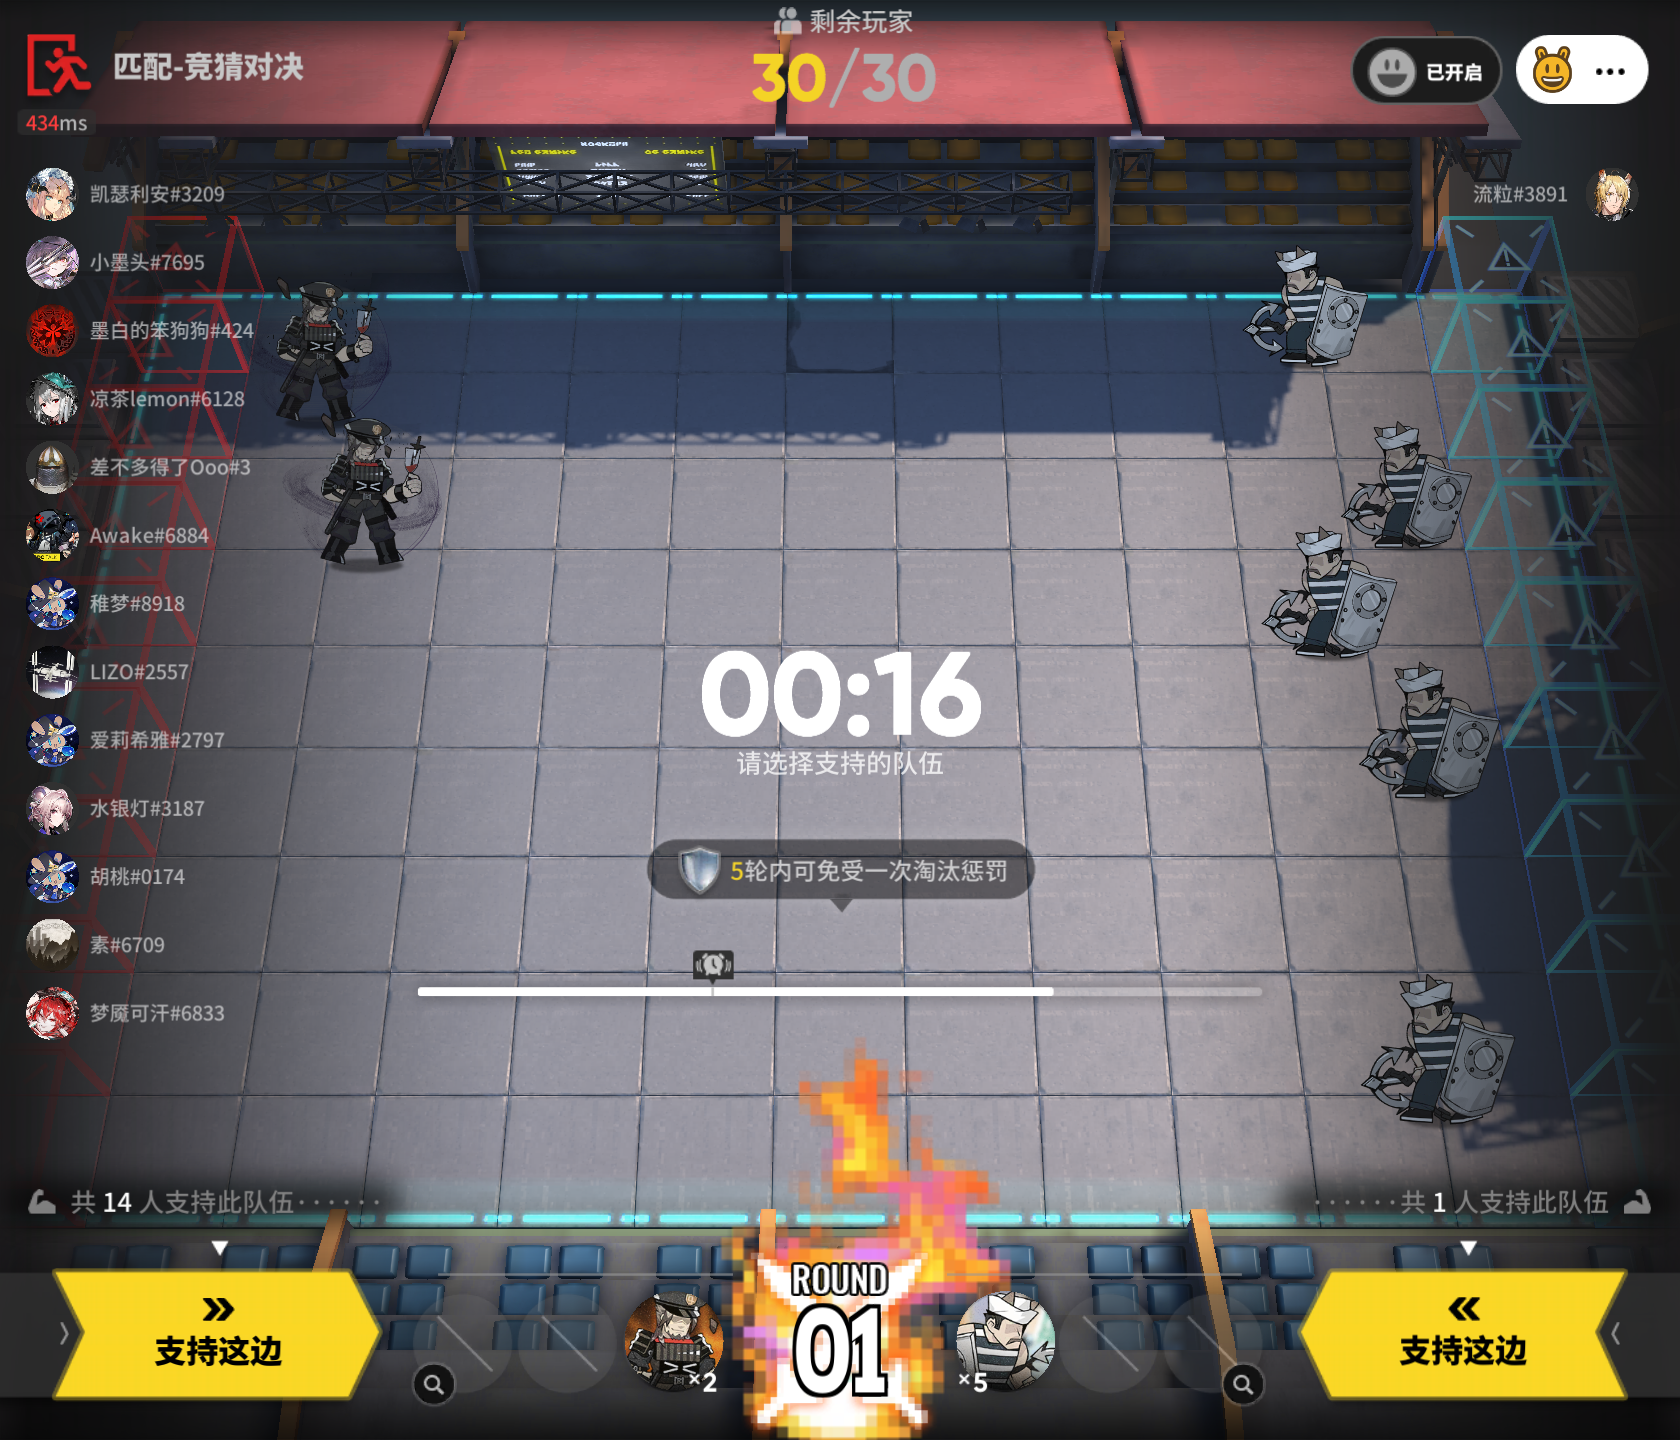 剩余玩家
30/30
匹配-竞猜对决
434ms
已开启
凯瑟利安#3209
小墨头#7695
墨白的笨狗狗#424
凉茶lemon#6128
差不多得了Ooo#3
Awake#6884
稚梦#8918
LIZO#2557
爱莉希雅#2797
水银灯#3187
胡桃#0174
素#6709
梦魇可汗#6833
流粒#3891
00:16
请选择支持的队伍
5轮内可免受一次淘汰惩罚
共 14 人支持此队伍······
······共 1 人支持此队伍
支持这边
×2
ROUND
01
×5
支持这边